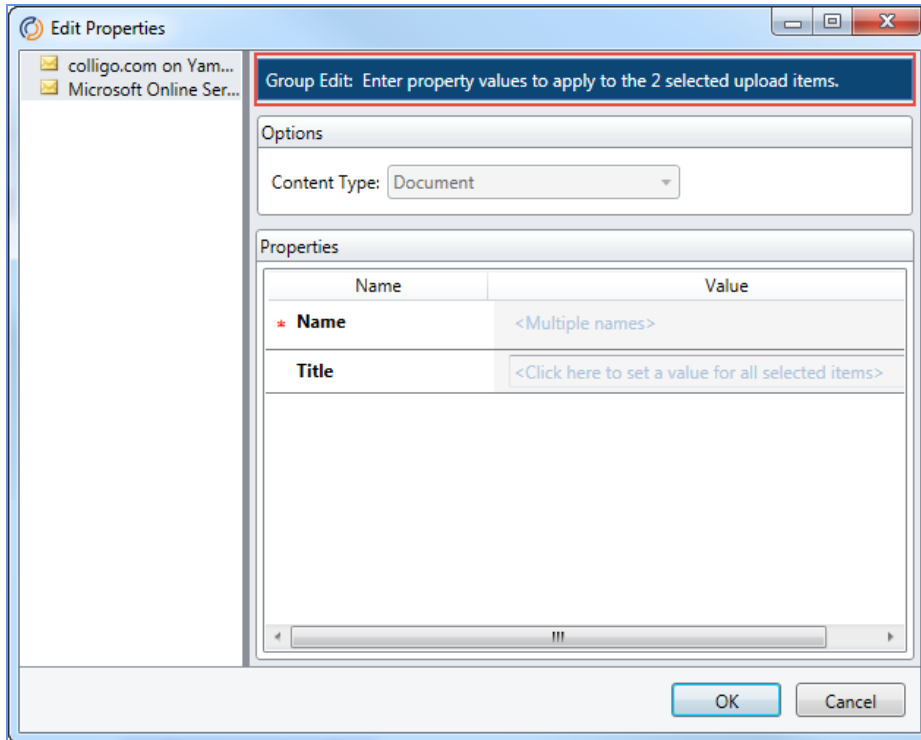 Edit Properties
colligo.com on Yam...
Microsoft Online Ser...
Group Edit: Enter property values to apply to the 2 selected upload items.
Options
Content Type: Document
Properties
Name Value
* Name <Multiple names>
Title <Click here to set a value for all selected items>
OK Cancel